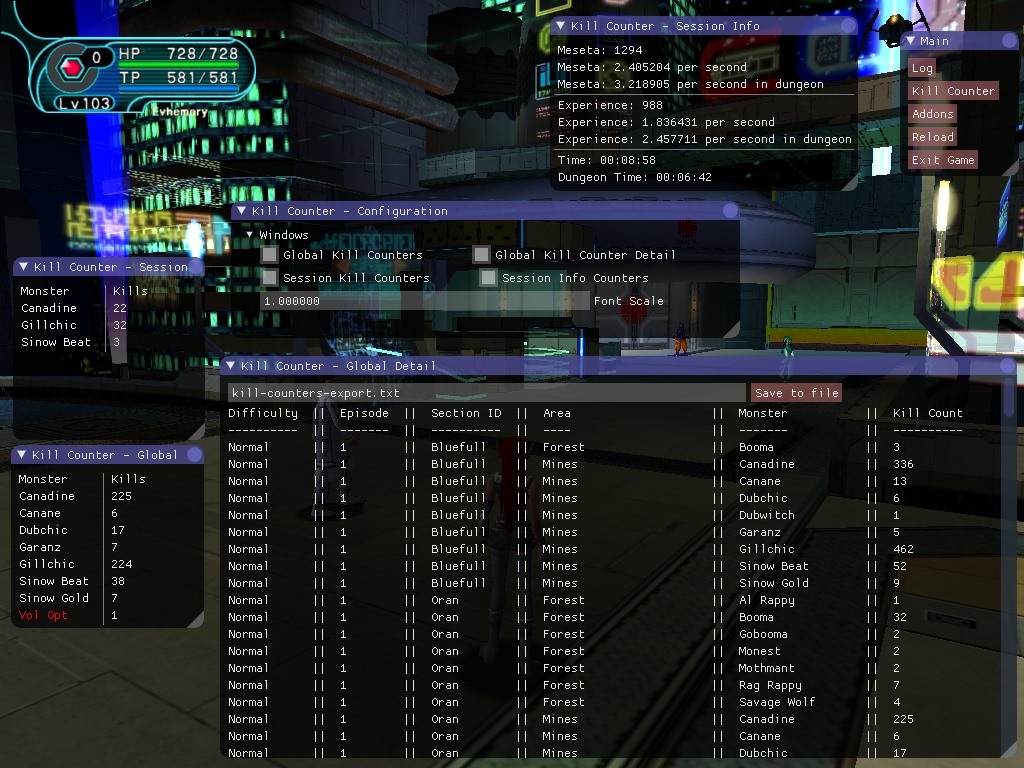 0
HP 728/728
TP 581/581
Lv103
Evhemary
Kill Counter - Session Info
Meseta: 1294
Meseta: 2.405204 per second
Meseta: 3.218905 per second in dungeon
Experience: 988
Experience: 1.836431 per second
Experience: 2.457711 per second in dungeon
Time: 00:08:58
Dungeon Time: 00:06:42
Main
Log
Kill Counter
Addons
Reload
Exit Game
Kill Counter - Configuration
Windows
Global Kill Counters
Global Kill Counter Detail
Session Kill Counters
Session Info Counters
1.000000 Font Scale
Kill Counter - Session
Monster Kills
Canadine 22
Gillchic 32
Sinow Beat 3
Kill Counter - Global
Monster Kills
Canadine 225
Canane 6
Dubchic 17
Garanz 7
Gillchic 224
Sinow Beat 38
Sinow Gold 7
Vol Opt 1
Kill Counter - Global Detail
kill-counters-export.txt Save to file
Difficulty || Episode || Section ID || Area || Monster || Kill Count
---------- || ------- || ---------- || ---- || ------- || ----------
Normal || 1 || Bluefull || Forest || Booma || 3
Normal || 1 || Bluefull || Mines || Canadine || 336
Normal || 1 || Bluefull || Mines || Canane || 13
Normal || 1 || Bluefull || Mines || Dubchic || 6
Normal || 1 || Bluefull || Mines || Dubwitch || 1
Normal || 1 || Bluefull || Mines || Garanz || 5
Normal || 1 || Bluefull || Mines || Gillchic || 462
Normal || 1 || Bluefull || Mines || Sinow Beat || 52
Normal || 1 || Bluefull || Mines || Sinow Gold || 9
Normal || 1 || Oran || Forest || Al Rappy || 1
Normal || 1 || Oran || Forest || Booma || 32
Normal || 1 || Oran || Forest || Gobooma || 2
Normal || 1 || Oran || Forest || Monest || 2
Normal || 1 || Oran || Forest || Mothmant || 2
Normal || 1 || Oran || Forest || Rag Rappy || 7
Normal || 1 || Oran || Forest || Savage Wolf || 4
Normal || 1 || Oran || Mines || Canadine || 225
Normal || 1 || Oran || Mines || Canane || 6
Normal || 1 || Oran || Mines || Dubchic || 17